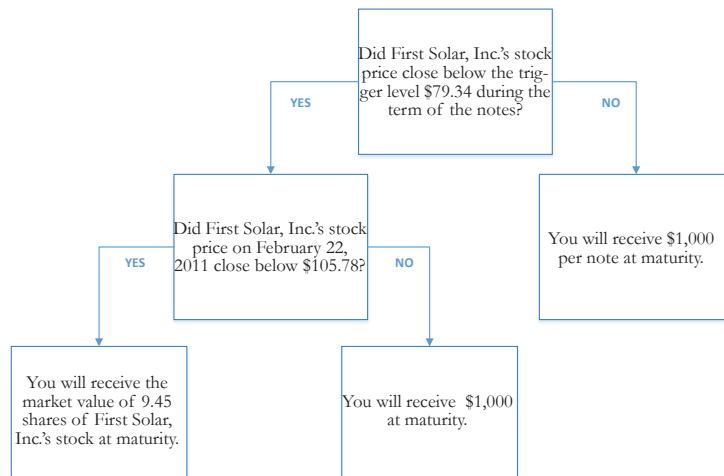 Did First Solar, Inc.'s stock
price close below the trig-
ger level $79.34 during the
term of the notes?
YES
NO
Did First Solar, Inc.'s stock
price on February 22,
2011 close below $105.78?
You will receive $1,000
per note at maturity.
YES
NO
You will receive the
market value of 9.45
shares of First Solar,
Inc.'s stock at maturity.
You will receive $1,000
at maturity.